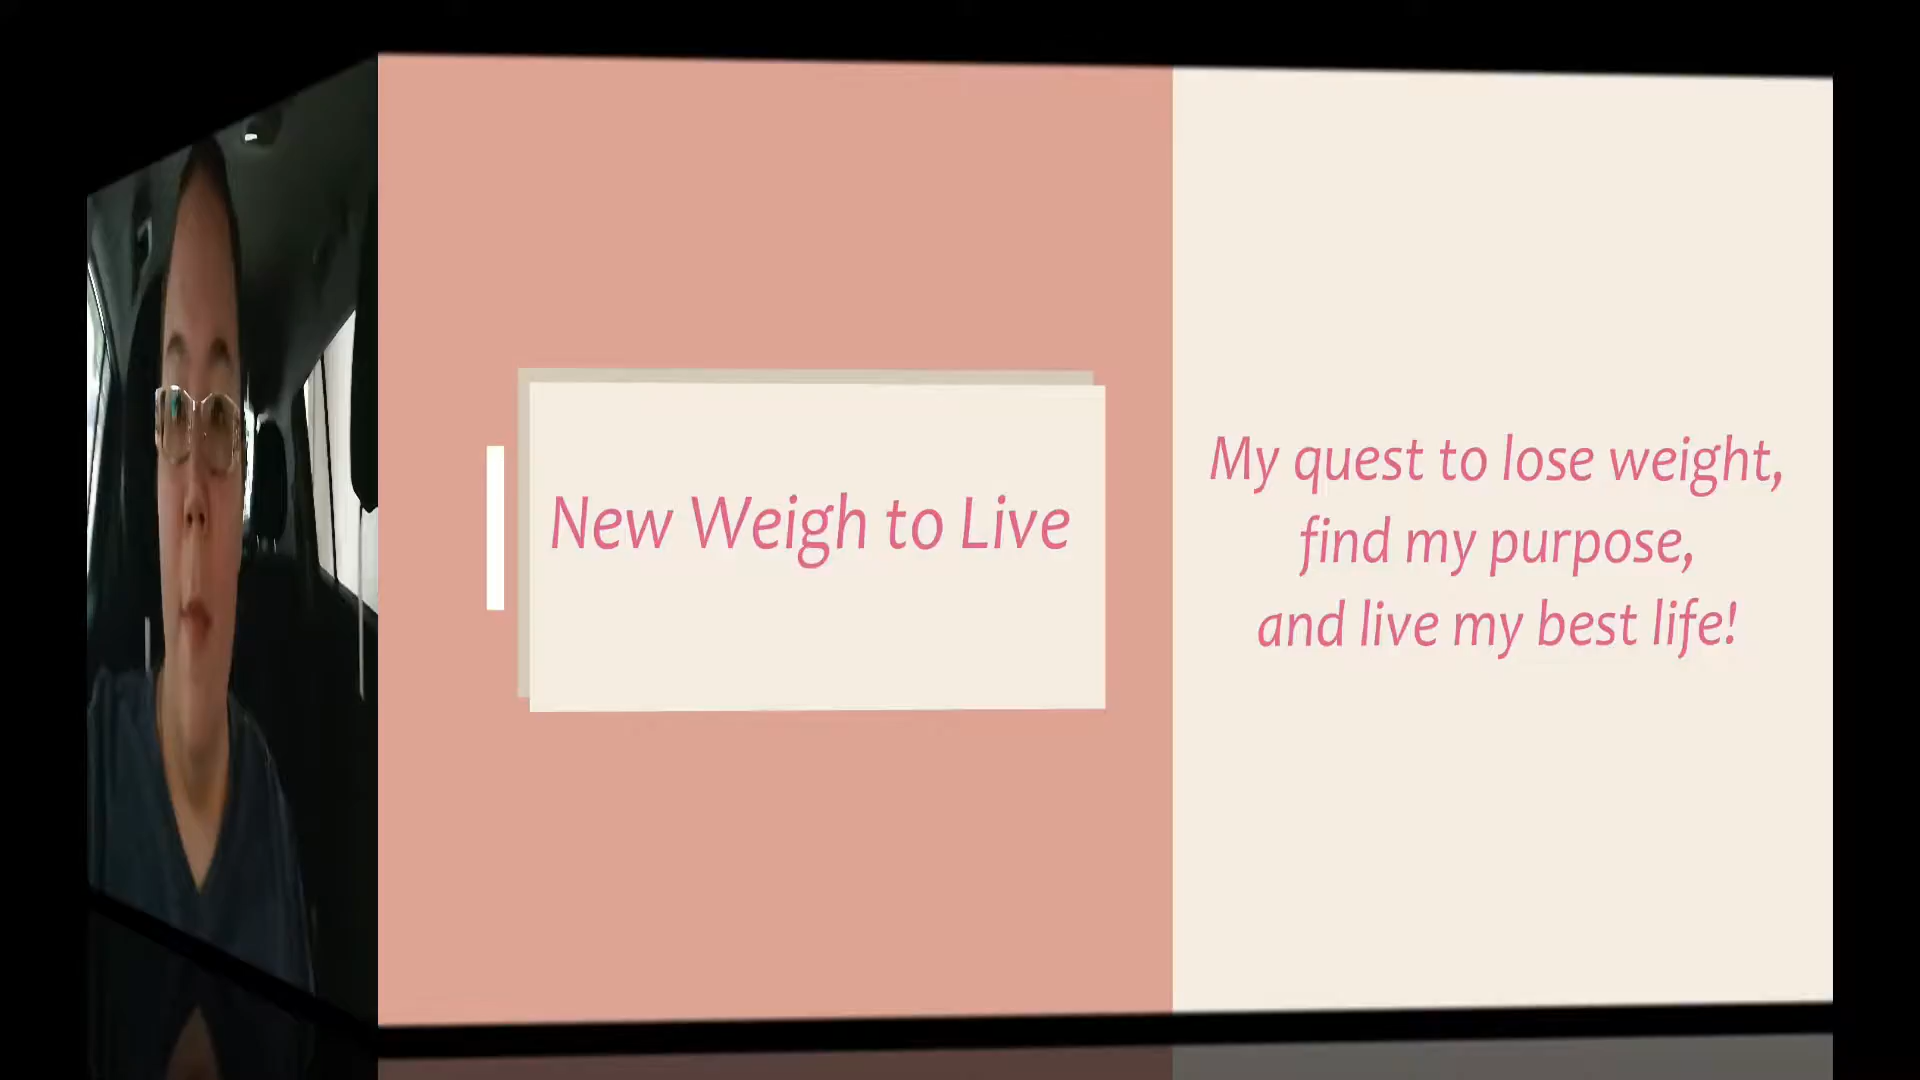 New Weigh to Live
My quest to lose weight,
find my purpose,
and live my best life!